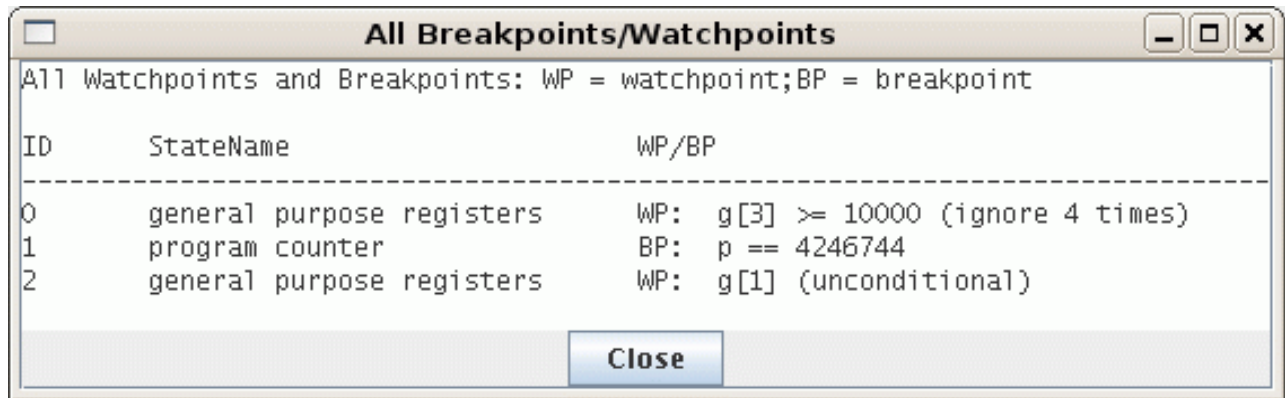 All Breakpoints/Watchpoints
All Watchpoints and Breakpoints: WP = watchpoint;BP = breakpoint
ID StateName WP/BP
--------------------------------------------------------------------------------
0 general purpose registers WP: g[3] >= 10000 (ignore 4 times)
1 program counter BP: p == 4246744
2 general purpose registers WP: g[1] (unconditional)
Close